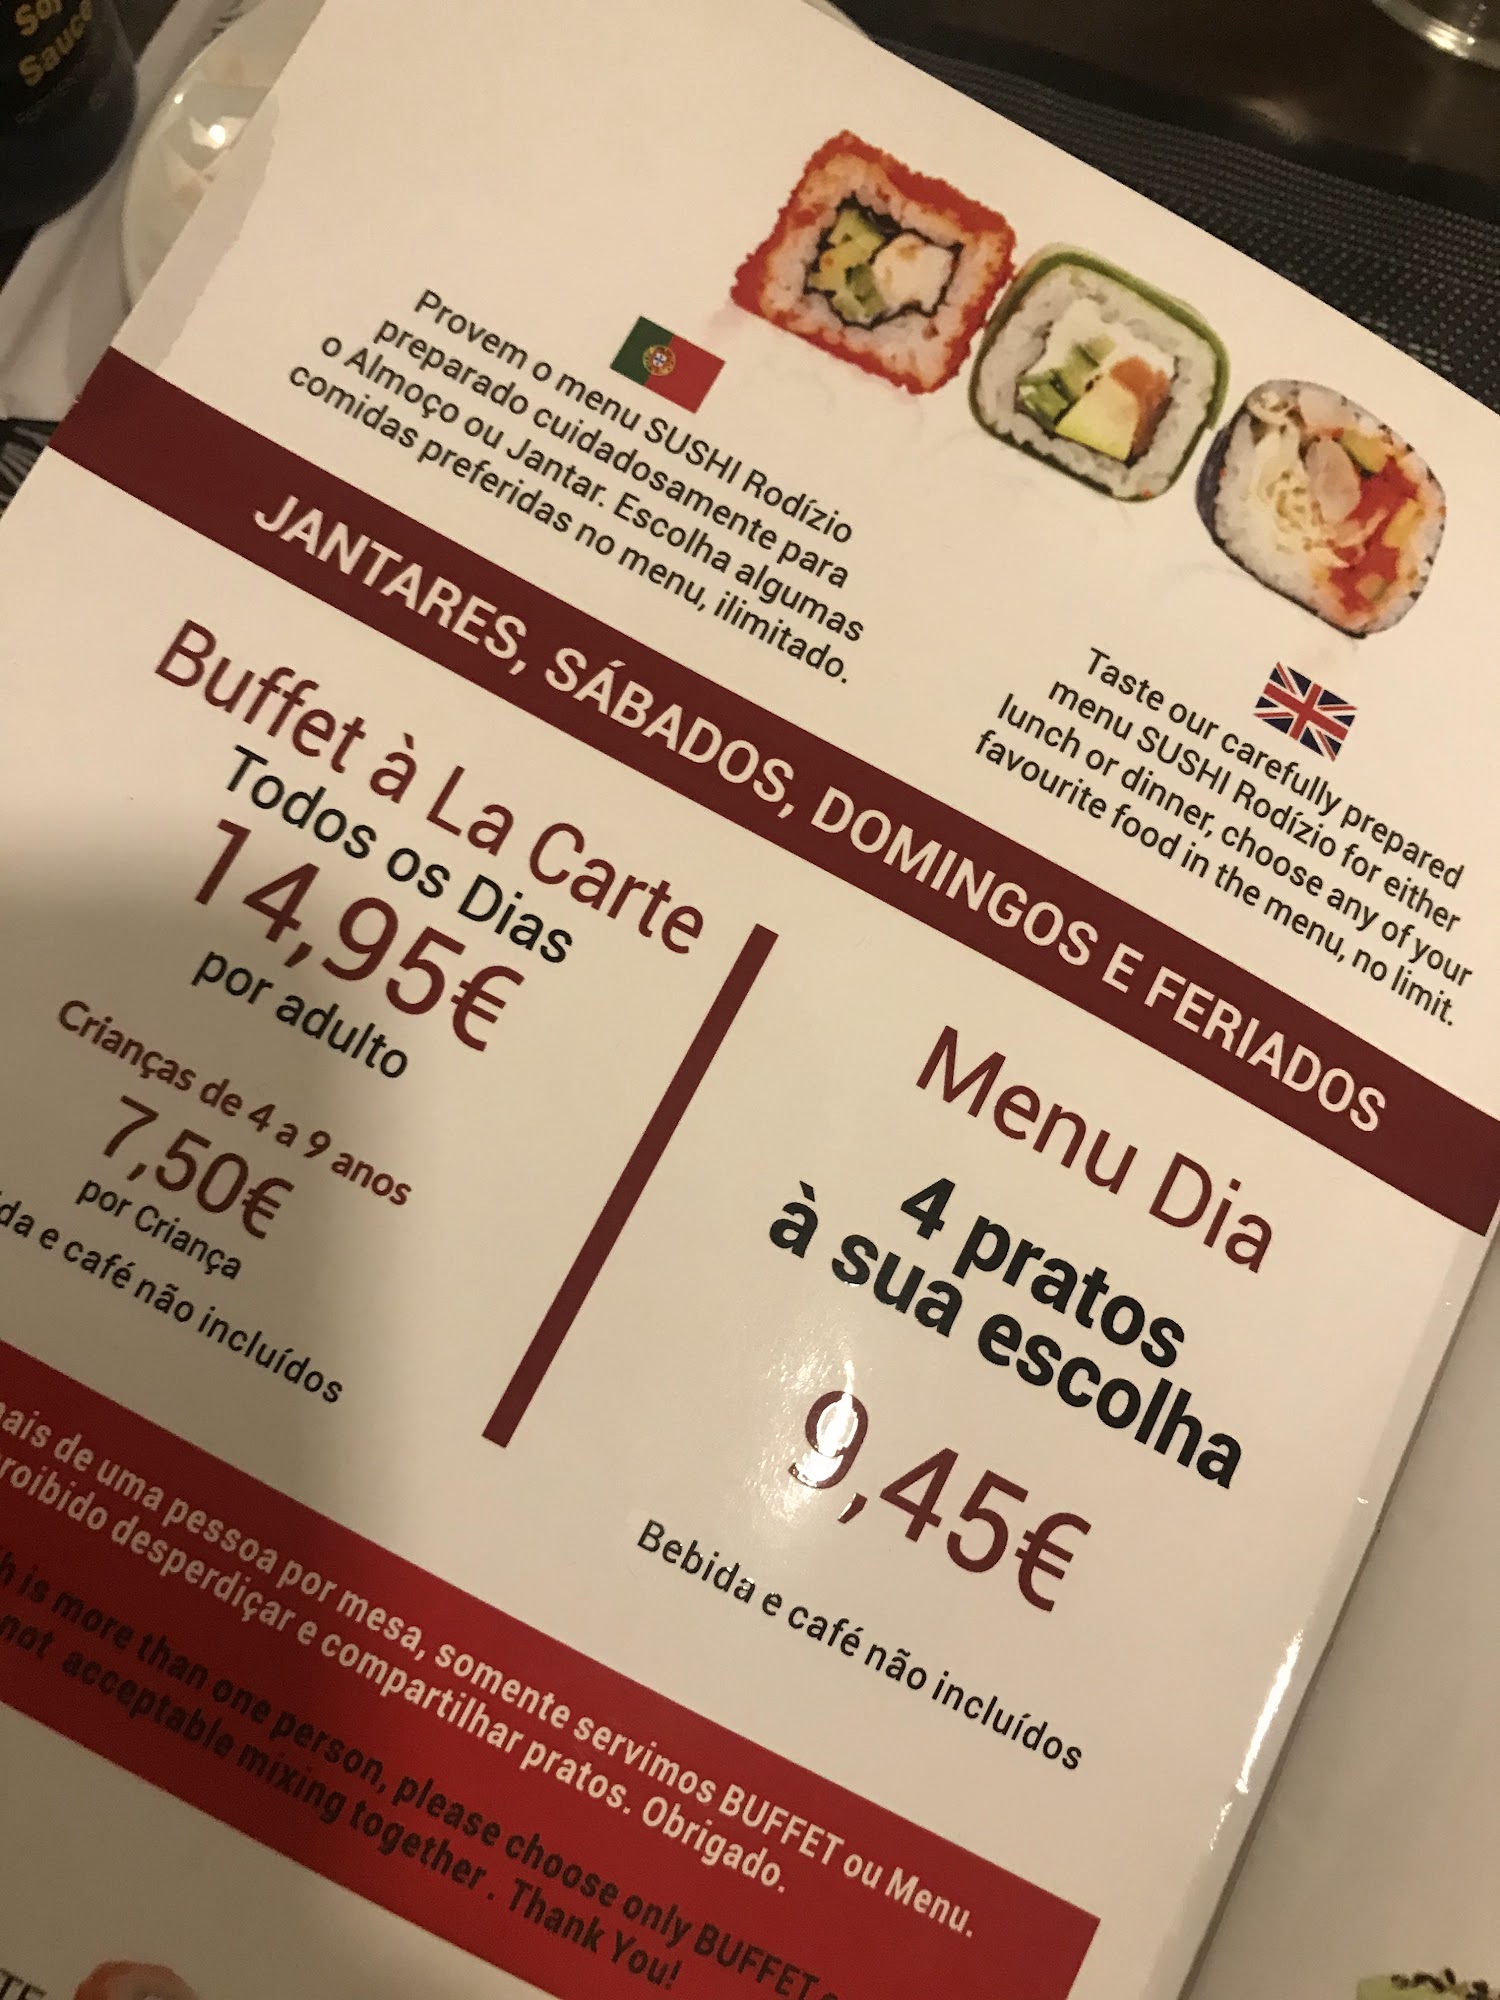 Soy
Sauce
Provem o menu SUSHI Rodízio
preparado cuidadosamente para
o Almoço ou Jantar. Escolha algumas
comidas preferidas no menu, ilimitado.
Taste our carefully prepared
menu SUSHI Rodízio for either
lunch or dinner, choose any of your
favourite food in the menu, no limit.
JANTARES, SÁBADOS, DOMINGOS E FERIADOS
Buffet à La Carte
Todos os Dias
14,95€
por adulto
Crianças de 4 a 9 anos
7,50€
por Criança
e café não incluídos
Menu Dia
4 pratos
à sua escolha
9,45€
Bebida e café não incluídos
de uma pessoa por mesa, somente servimos BUFFET ou Menu.
desperdiçar e compartilhar pratos. Obrigado.
is more than one person, please choose only BUFFET
not acceptable mixing together . Thank You!